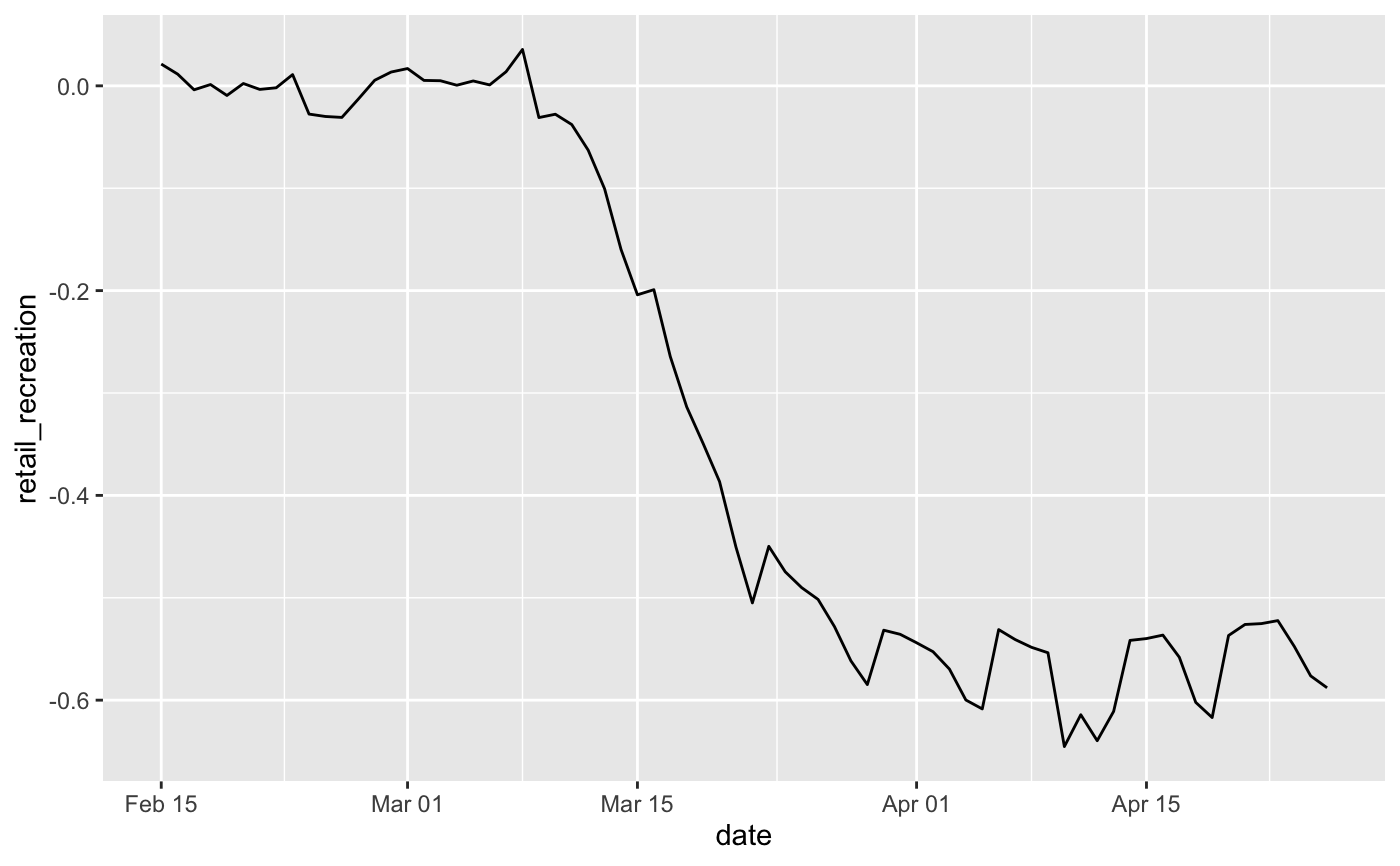 retail_recreation
0.0
-0.2
-0.4
-0.6
Feb 15
Mar 01
Mar 15
Apr 01
Apr 15
date